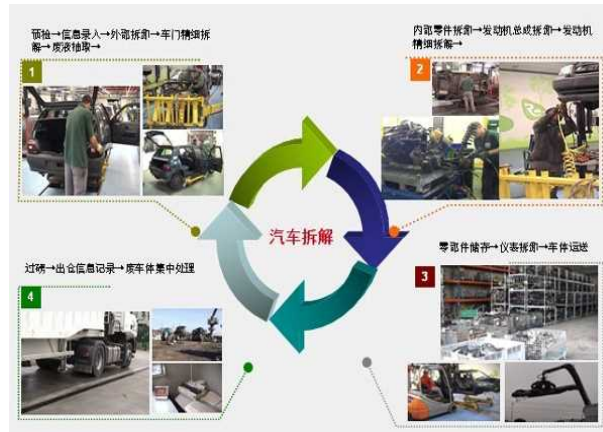 预检→信息录入→外部拆卸→车门精细拆
解→废液抽取→
1
内部零件拆卸→发动机总成拆卸→发动机
精细拆解→
2
汽车拆解
零部件储存→仪表拆卸→车体运送
3
过磅→出仓信息记录→废车体集中处理
4